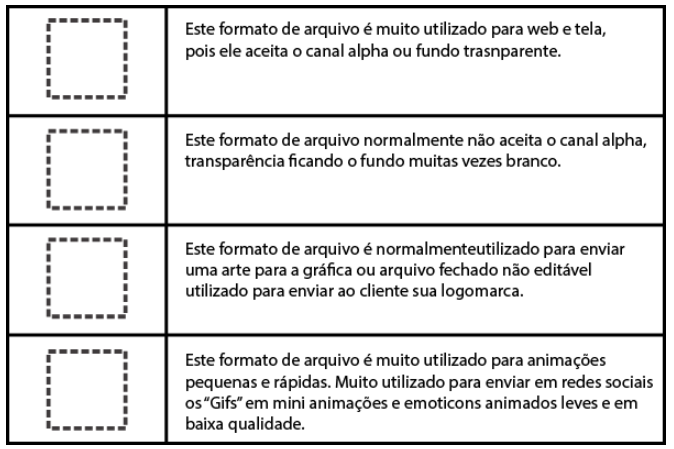 Este formato de arquivo é muito utilizado para web e tela,
pois ele aceita o canal alpha ou fundo trasnparente.
Este formato de arquivo normalmente não aceita o canal alpha,
transparência ficando o fundo muitas vezes branco.
Este formato de arquivo é normalmenteutilizado para enviar
uma arte para a gráfica ou arquivo fechado não editável
utilizado para enviar ao cliente sua logomarca.
Este formato de arquivo é muito utilizado para animações
pequenas e rápidas. Muito utilizado para enviar em redes sociais
os “Gifs” em mini animações e emoticons animados leves e em
baixa qualidade.